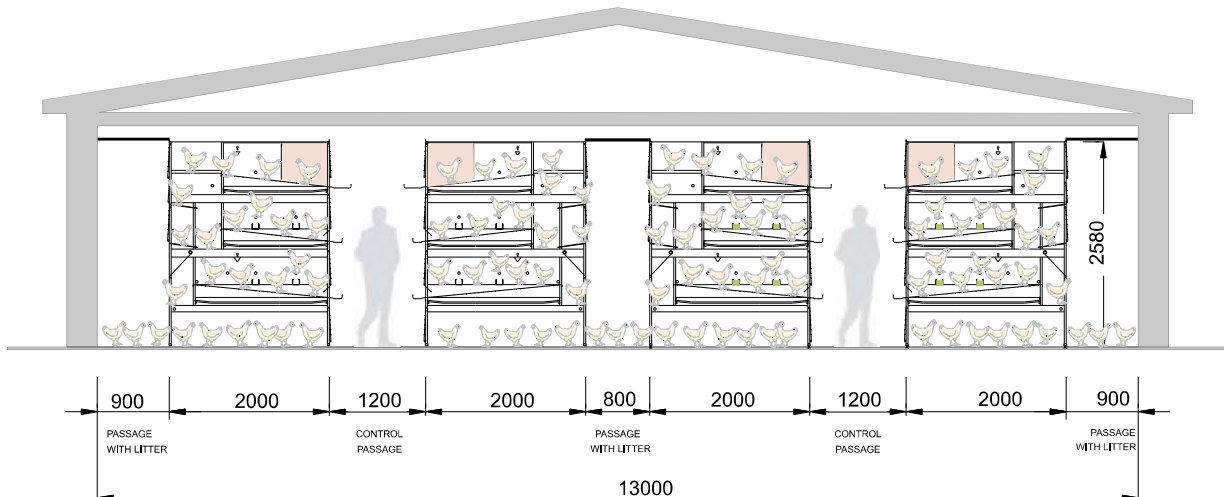 2580
900
2000
1200
2000
800
2000
1200
2000
900
PASSAGE
WITH LITTER
CONTROL
PASSAGE
PASSAGE
WITH LITTER
CONTROL
PASSAGE
PASSAGE
WITH LITTER
13000